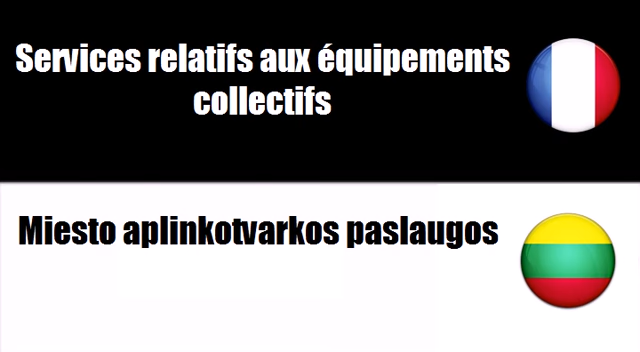 Services relatifs aux équipements
collectifs
Miesto aplinkotvarkos paslaugos